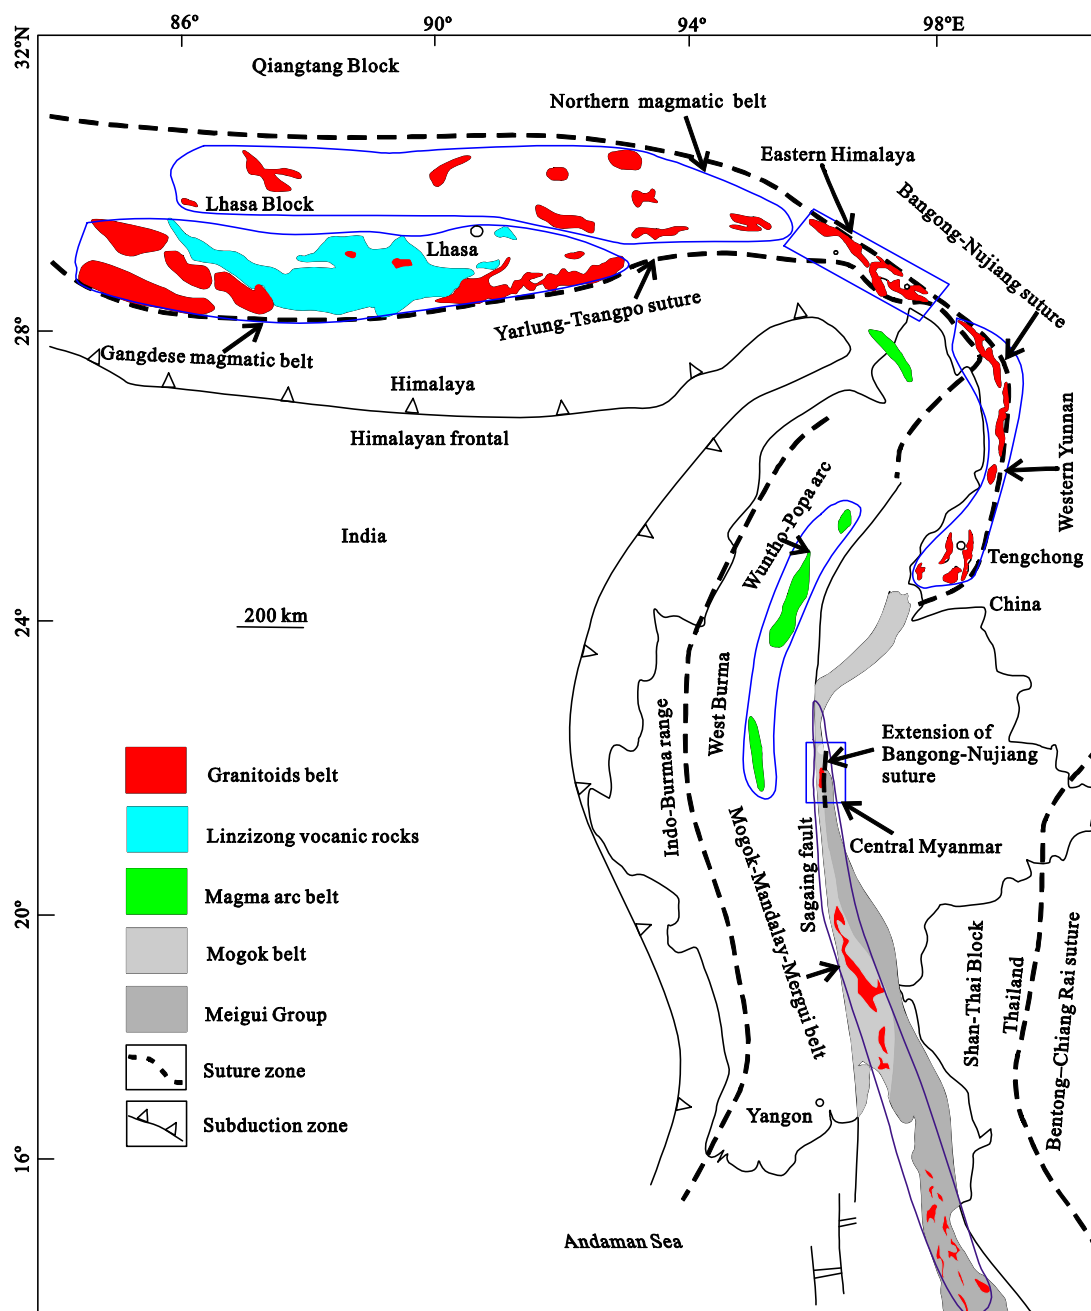 86° 90° 94° 98°E
32°N
Qiangtang Block
Northern magmatic belt
Eastern Himalaya
Bangong-Nujiang suture
Lhasa Block
Lhasa
Yarlung-Tsangpo suture
28°
Gangdese magmatic belt
Himalaya
Himalayan frontal
Western Yunnan
Wuntho-Popa arc
India
Tengchong
China
200 km
24°
West Burma
Indo-Burma range
Extension of
Bangong-Nujiang
suture
Granitoids belt
Linzizong vocanic rocks
Central Myanmar
Mogok-Mandalay-Mergui belt
Sagaing fault
Magma arc belt
20°
Mogok belt
Shan-Thai Block
Thailand
Bentong–Chiang Rai suture
Meigui Group
Suture zone
Yangon
Subduction zone
16°
Andaman Sea